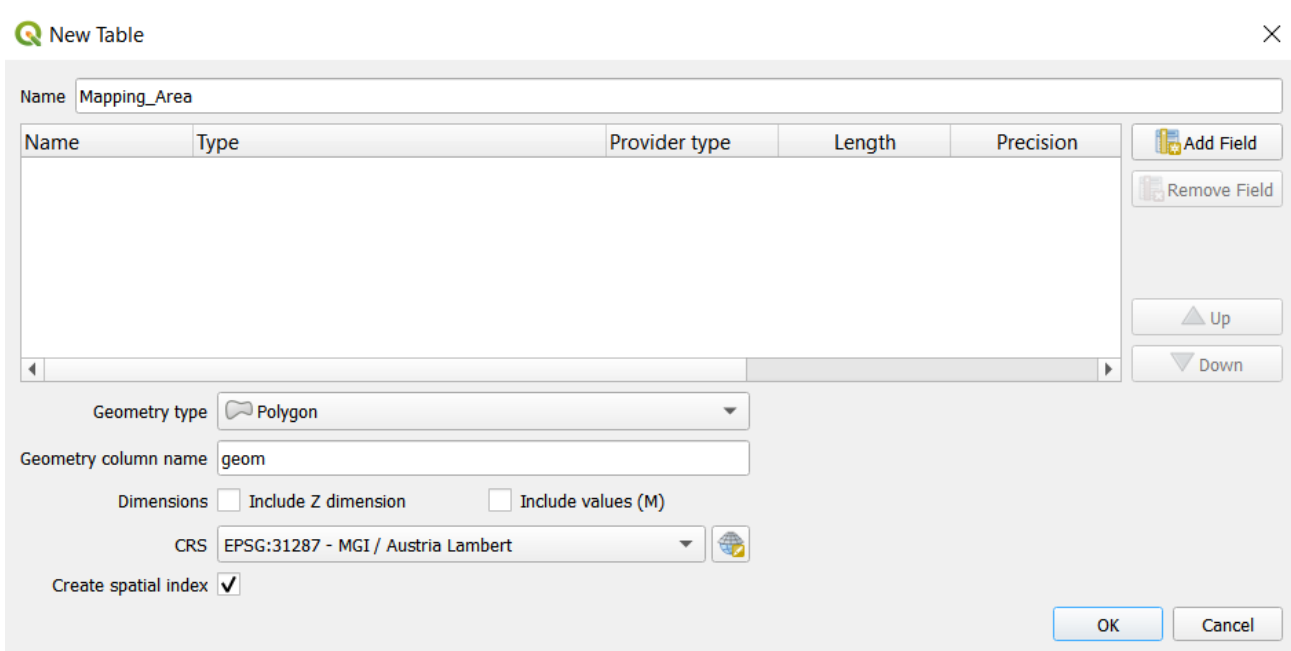 New Table
Name Mapping_Area
Name Type Provider type Length Precision
Add Field
Remove Field
Up
Down
Geometry type Polygon
Geometry column name geom
Dimensions Include Z dimension Include values (M)
CRS EPSG:31287 - MGI / Austria Lambert
Create spatial index
OK Cancel